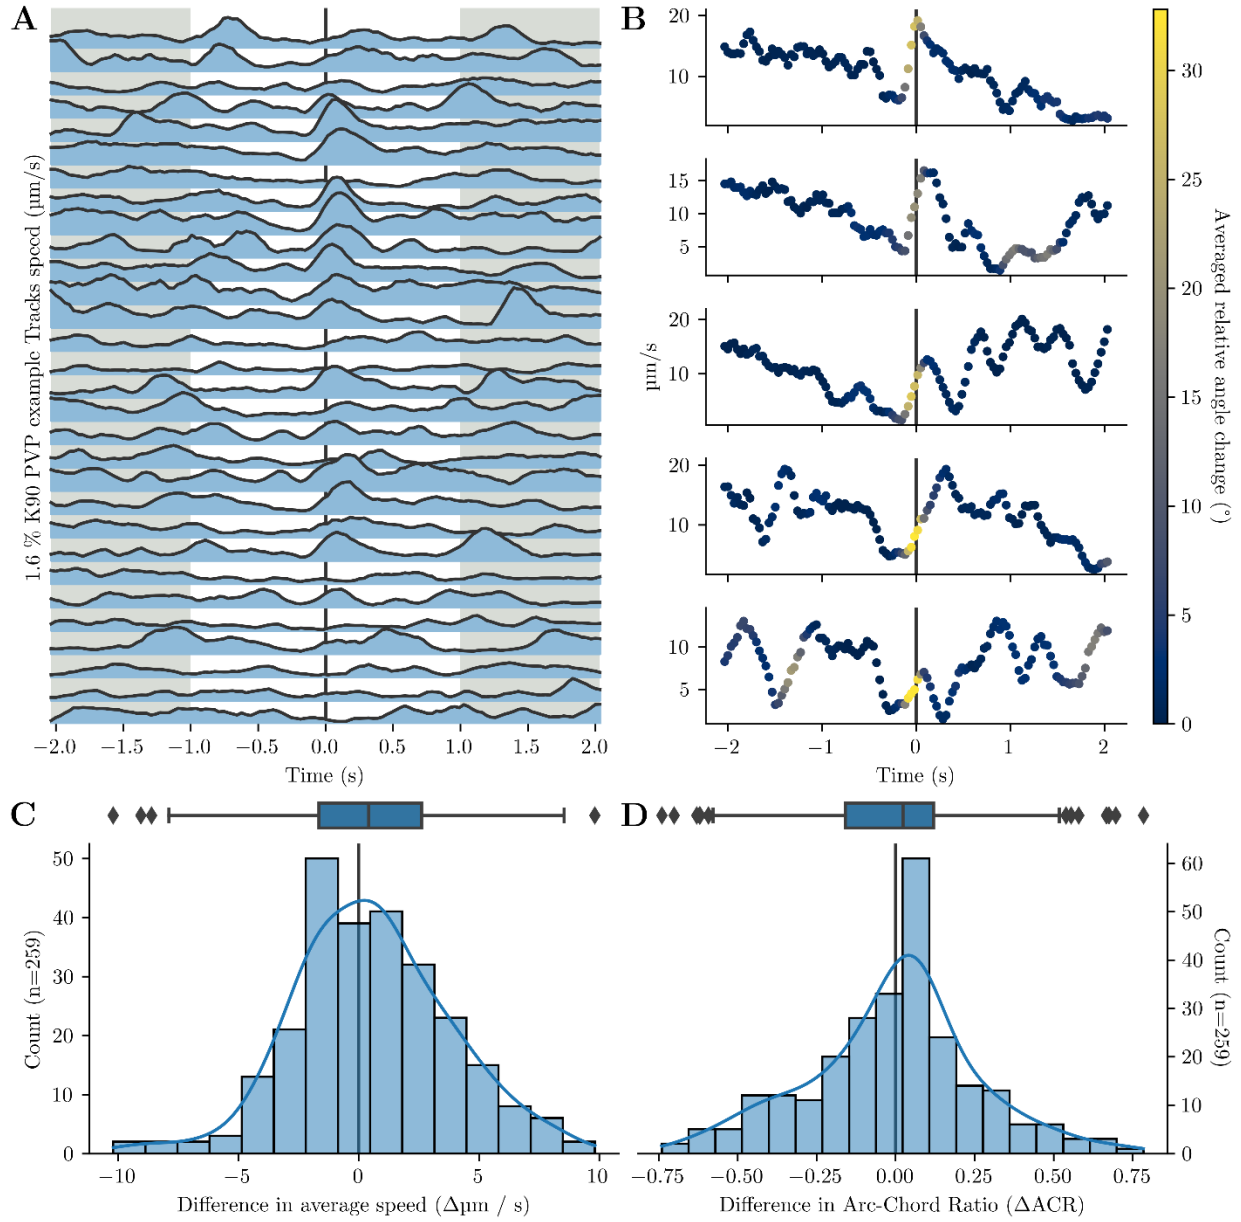 A
1.6 % K90 PVP example Tracks speed (µm/s)
−2.0 −1.5 −1.0 −0.5 0.0 0.5 1.0 1.5 2.0
Time (s)
B
20
10
15
10
5
20
10
20
10
10
5
µm/s
−2 −1 0 1 2
Time (s)
30
25
20
15
10
5
0
Averaged relative angle change (°)
C
50
40
30
20
10
0
Count (n=259)
−10 −5 0 5 10
Difference in average speed (Δµm / s)
D
60
50
40
30
20
10
0
Count (n=259)
−0.75 −0.50 −0.25 0.00 0.25 0.50 0.75
Difference in Arc-Chord Ratio (ΔACR)